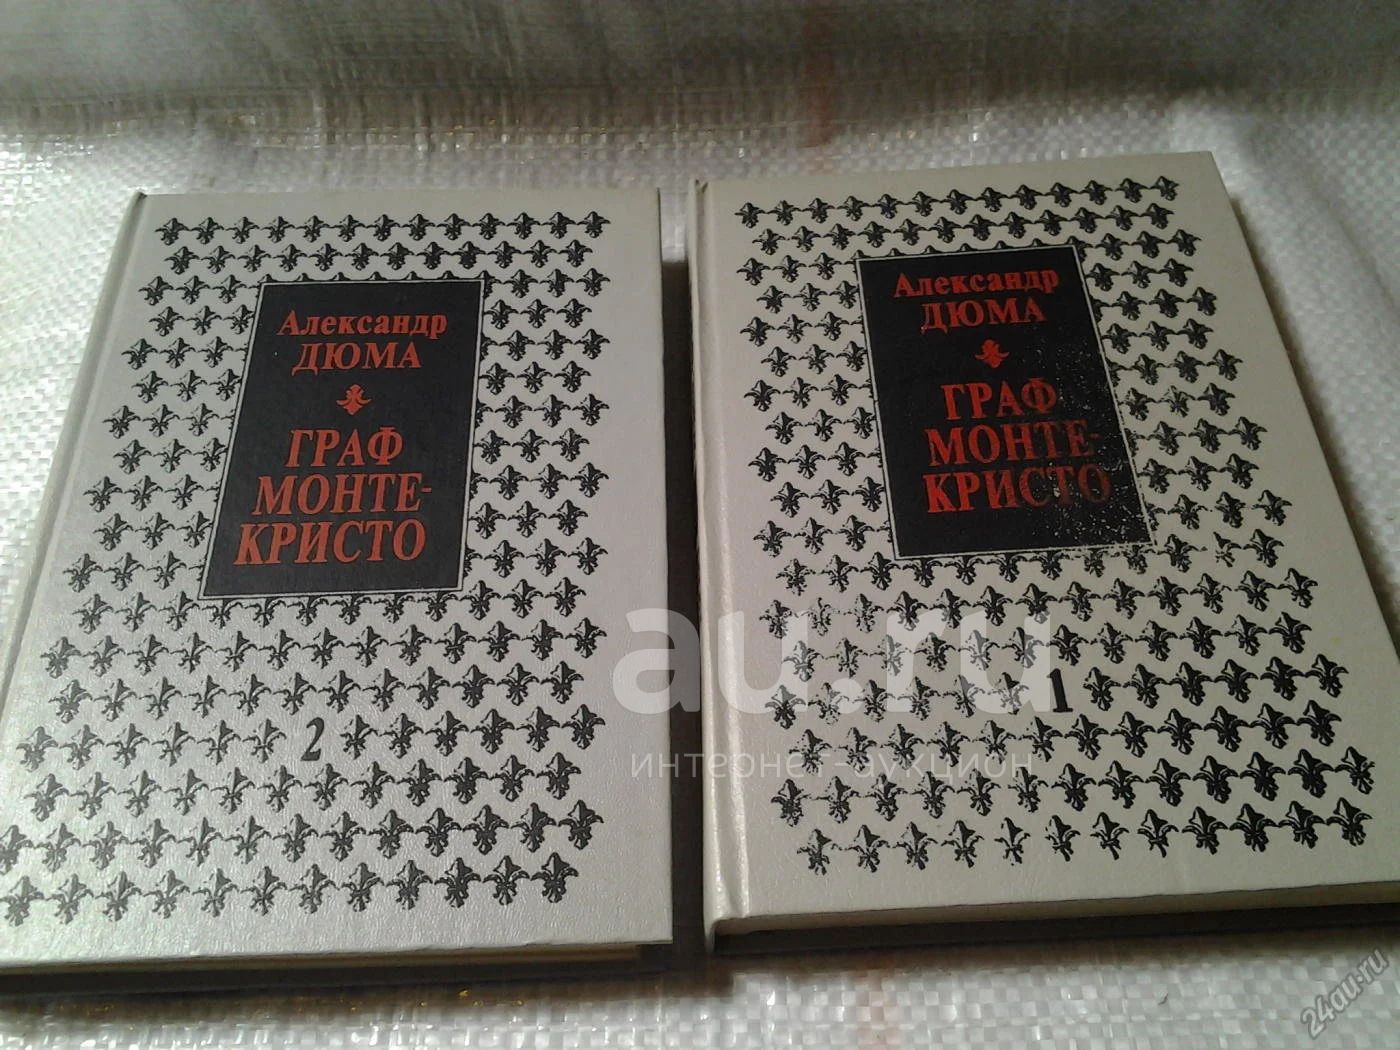 Александр
ДЮМА
ГРАФ
МОНТЕ-
КРИСТО
2
Александр
ДЮМА
ГРАФ
МОНТЕ-
КРИСТО
1
au.ru
интернет-аукцион
24au.ru